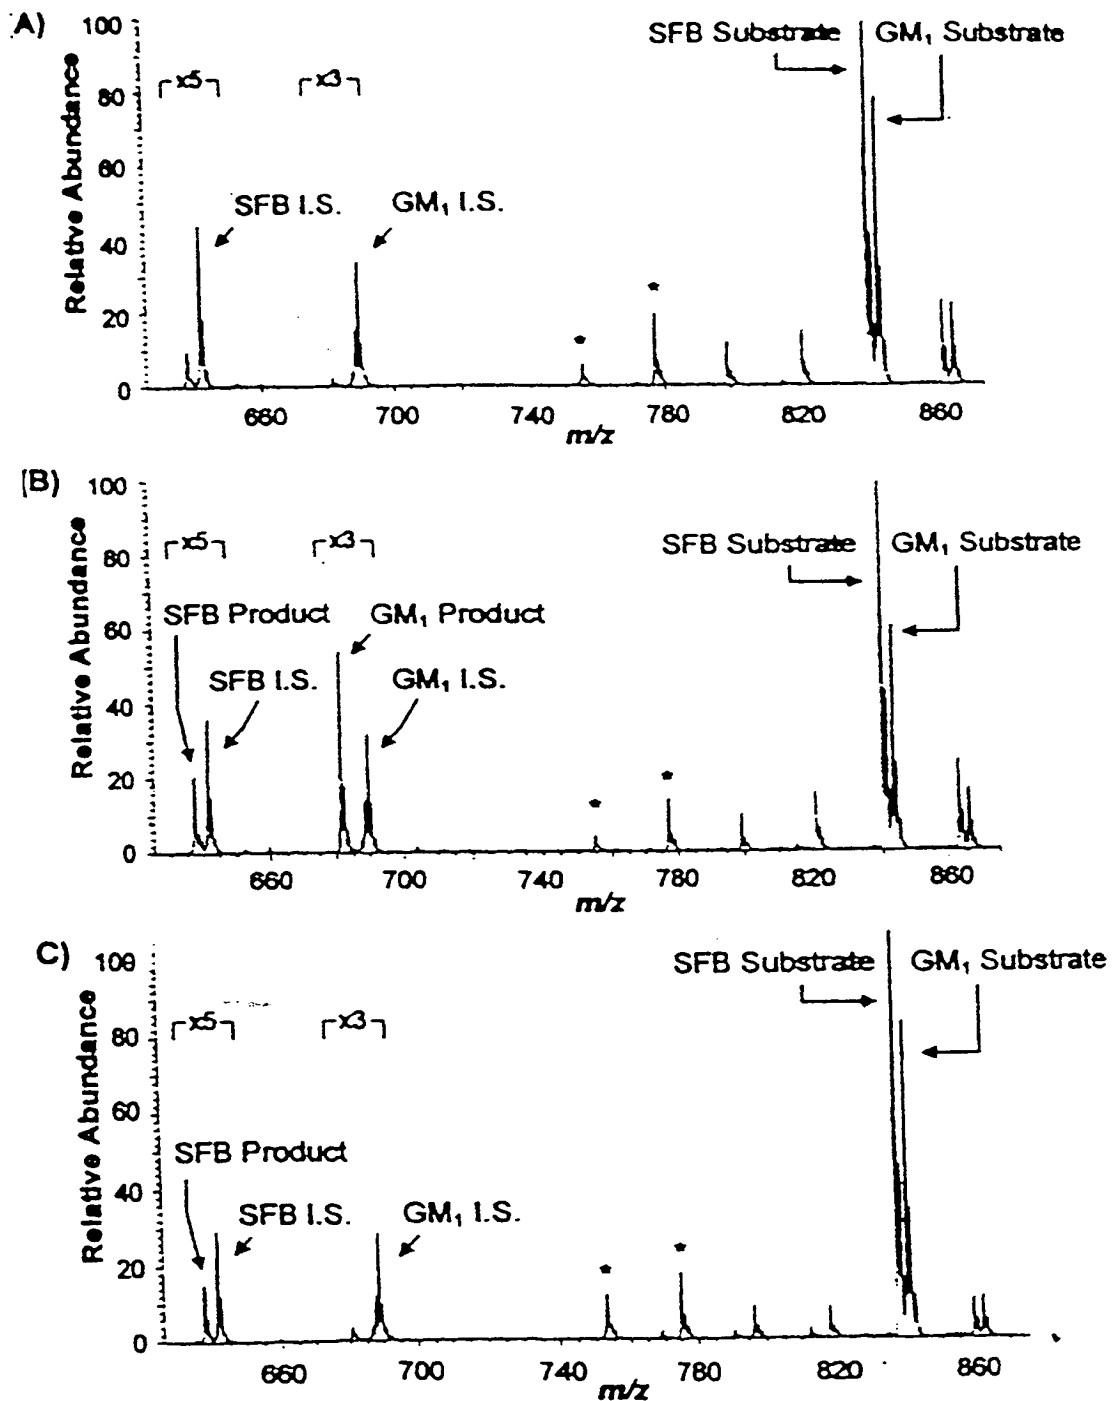 A)
100
SFB Substrate
GM₁ Substrate
x5
x3
80
60
SFB I.S.
GM₁ I.S.
40
20
0
Relative Abundance
*
*
660
700
740
780
820
860
m/z
(B)
100
x5
x3
SFB Substrate
GM₁ Substrate
80
SFB Product
GM₁ Product
60
SFB I.S.
GM₁ I.S.
40
20
0
Relative Abundance
*
*
660
700
740
780
820
860
m/z
C)
100
SFB Substrate
GM₁ Substrate
x5
x3
80
60
SFB Product
40
SFB I.S.
GM₁ I.S.
20
0
Relative Abundance
*
*
660
700
740
780
820
860
m/z